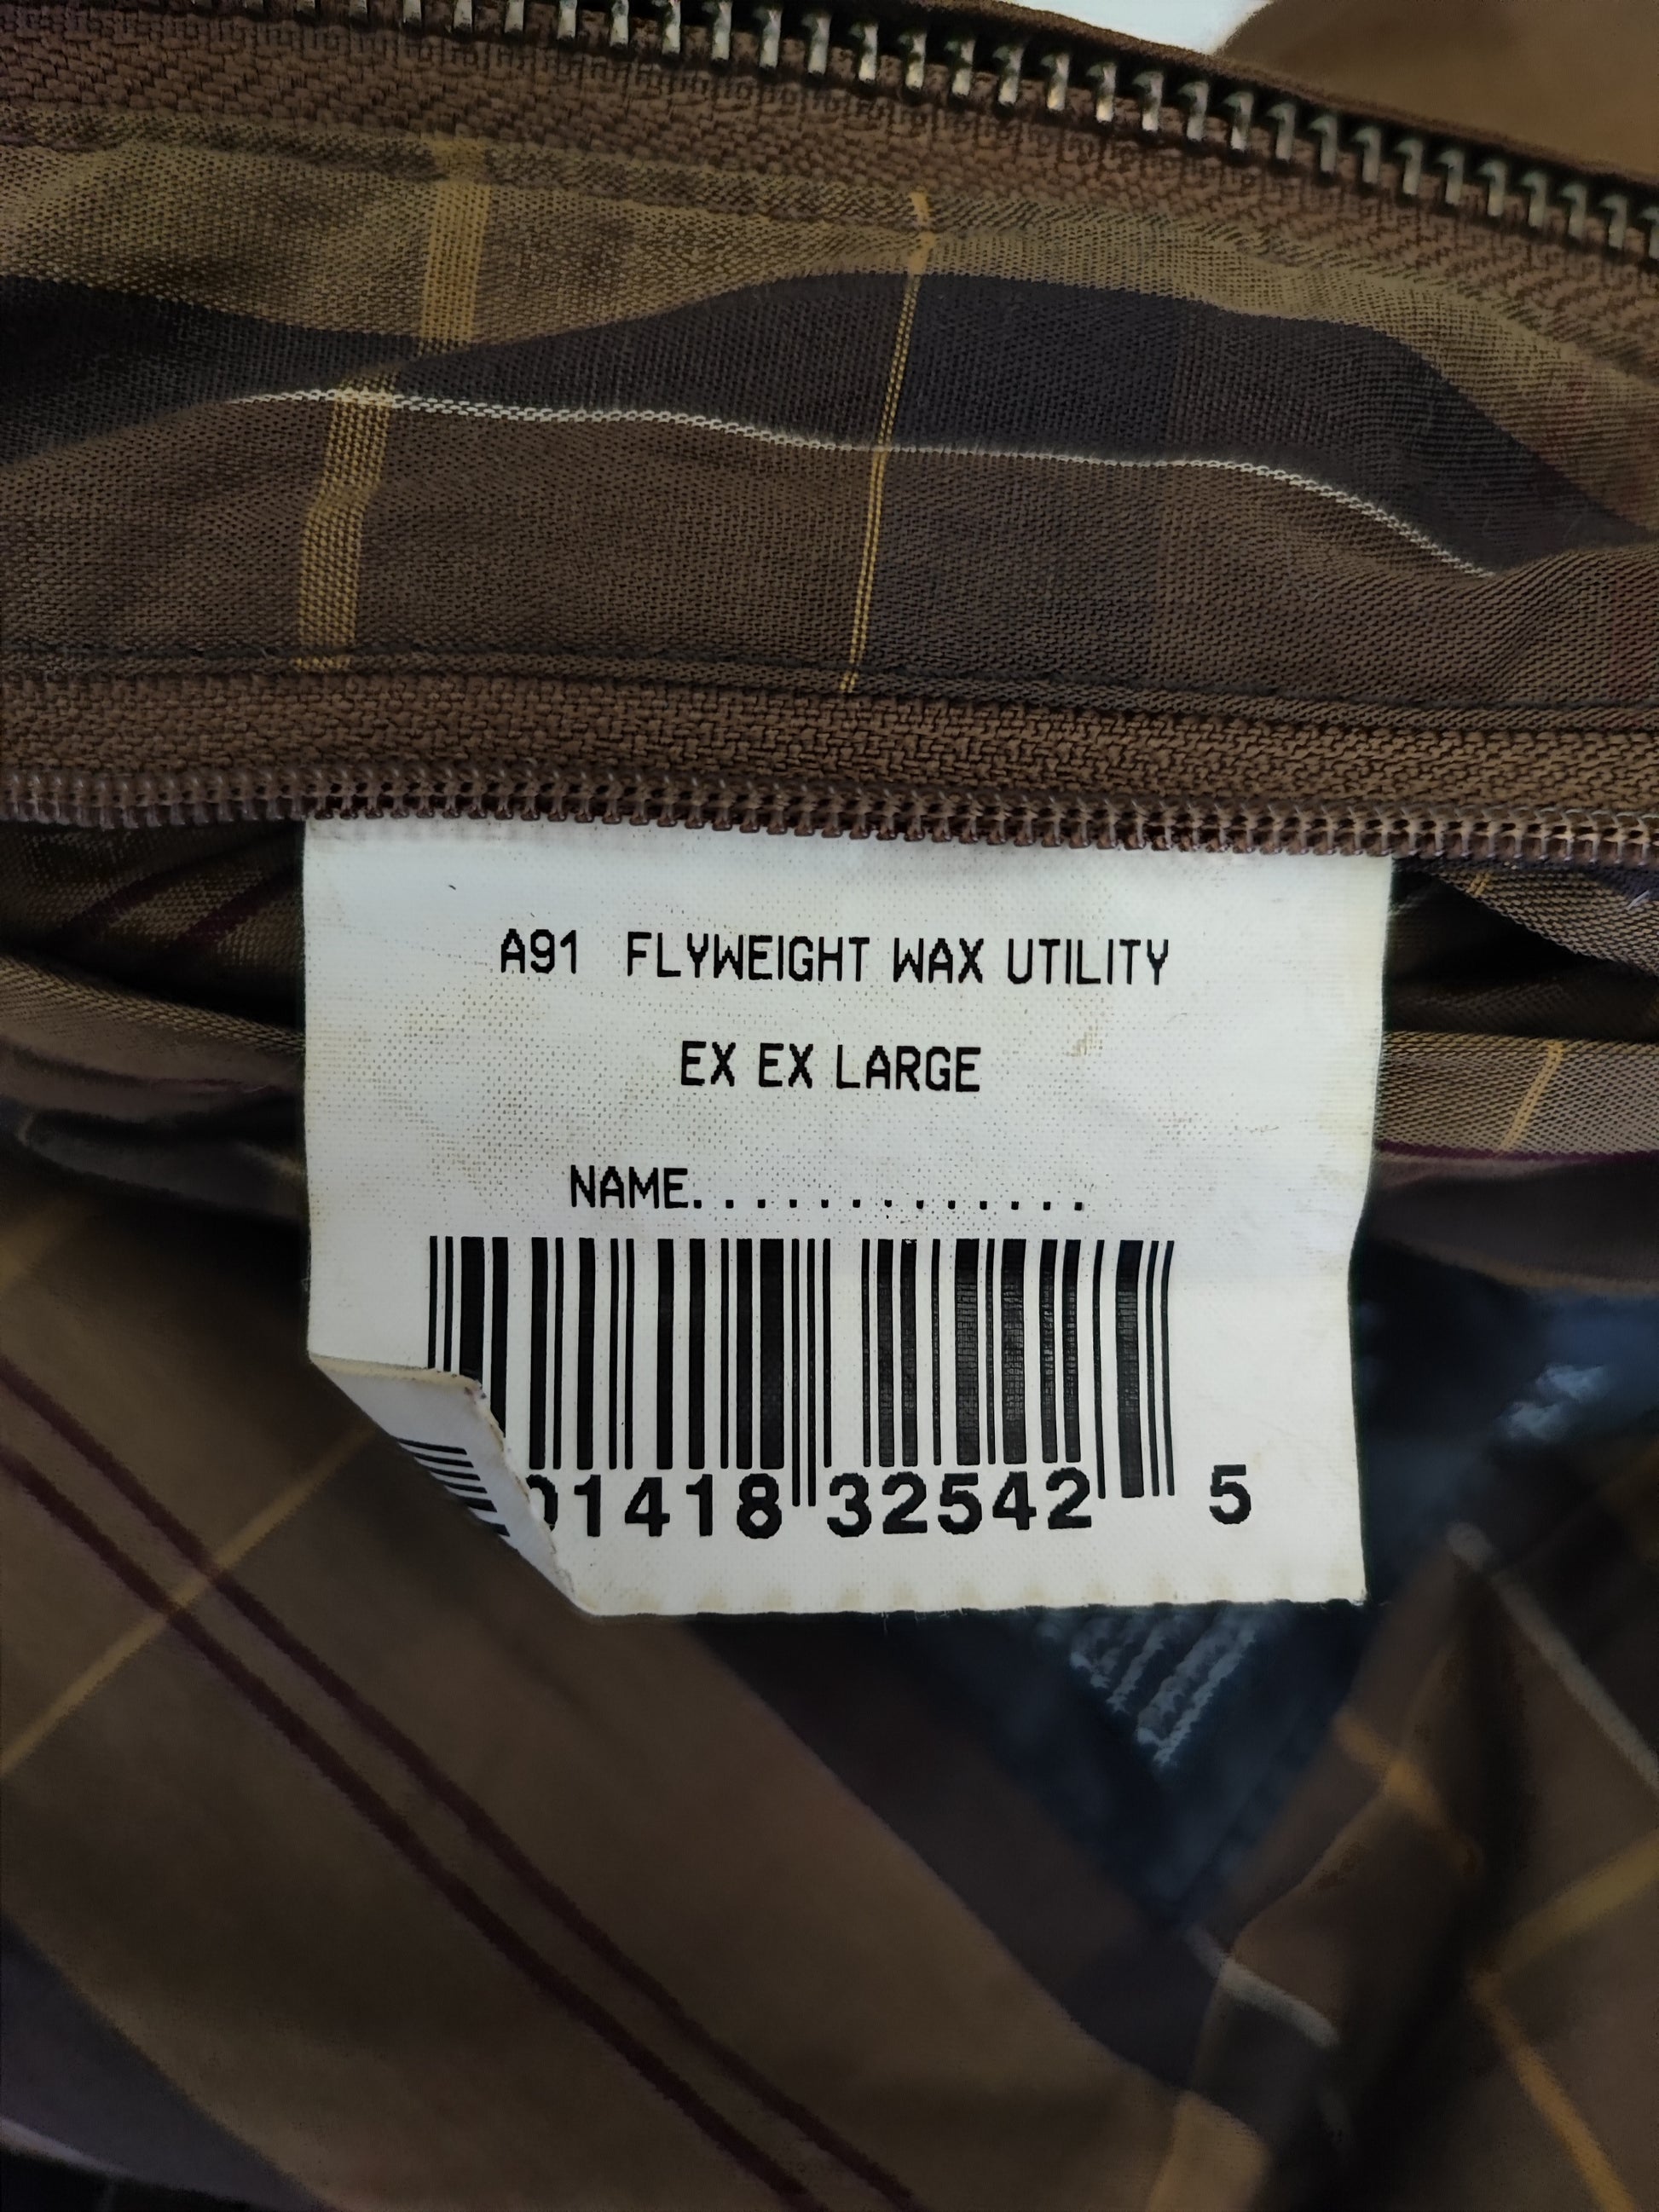 A91 FLYWEIGHT WAX UTILITY
EX EX LARGE
NAME.............
01418 32542 5